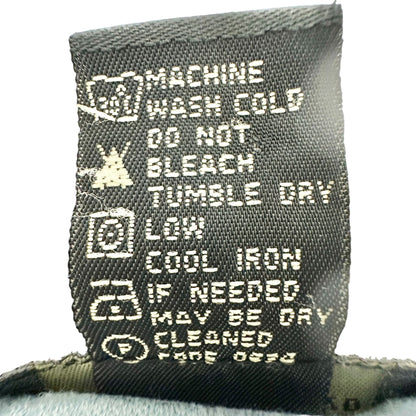 MACHINE
WASH COLD
DO NOT
BLEACH
TUMBLE DRY
LOW
COOL IRON
IF NEEDED
MAY BE DRY
CLEANED